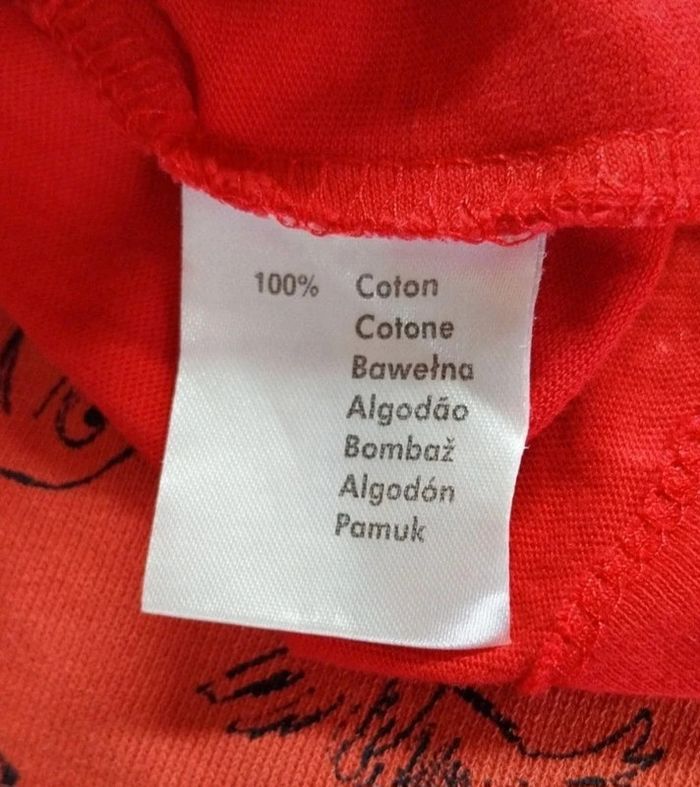 100% Coton
Cotone
Bawełna
Algodão
Bombaž
Algodón
Pamuk